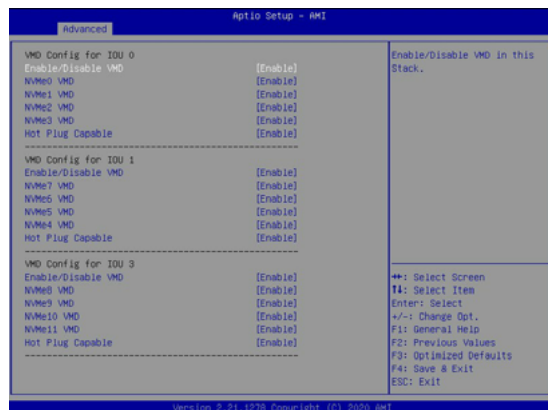 Aptio Setup - AMI
Advanced
VMD Config for IOU 0
Enable/Disable VMD [Enable]
NVMe0 VMD [Enable]
NVMe1 VMD [Enable]
NVMe2 VMD [Enable]
NVMe3 VMD [Enable]
Hot Plug Capable [Enable]
VMD Config for IOU 1
Enable/Disable VMD [Enable]
NVMe7 VMD [Enable]
NVMe6 VMD [Enable]
NVMe5 VMD [Enable]
NVMe4 VMD [Enable]
Hot Plug Capable [Enable]
VMD Config for IOU 3
Enable/Disable VMD [Enable]
NVMe8 VMD [Enable]
NVMe9 VMD [Enable]
NVMe10 VMD [Enable]
NVMe11 VMD [Enable]
Hot Plug Capable [Enable]
Enable/Disable VMD in this
Stack.
→←: Select Screen
↑↓: Select Item
Enter: Select
+/-: Change Opt.
F1: General Help
F2: Previous Values
F3: Optimized Defaults
F4: Save & Exit
ESC: Exit
Version 2.21.1278 Copyright (C) 2020 AMI